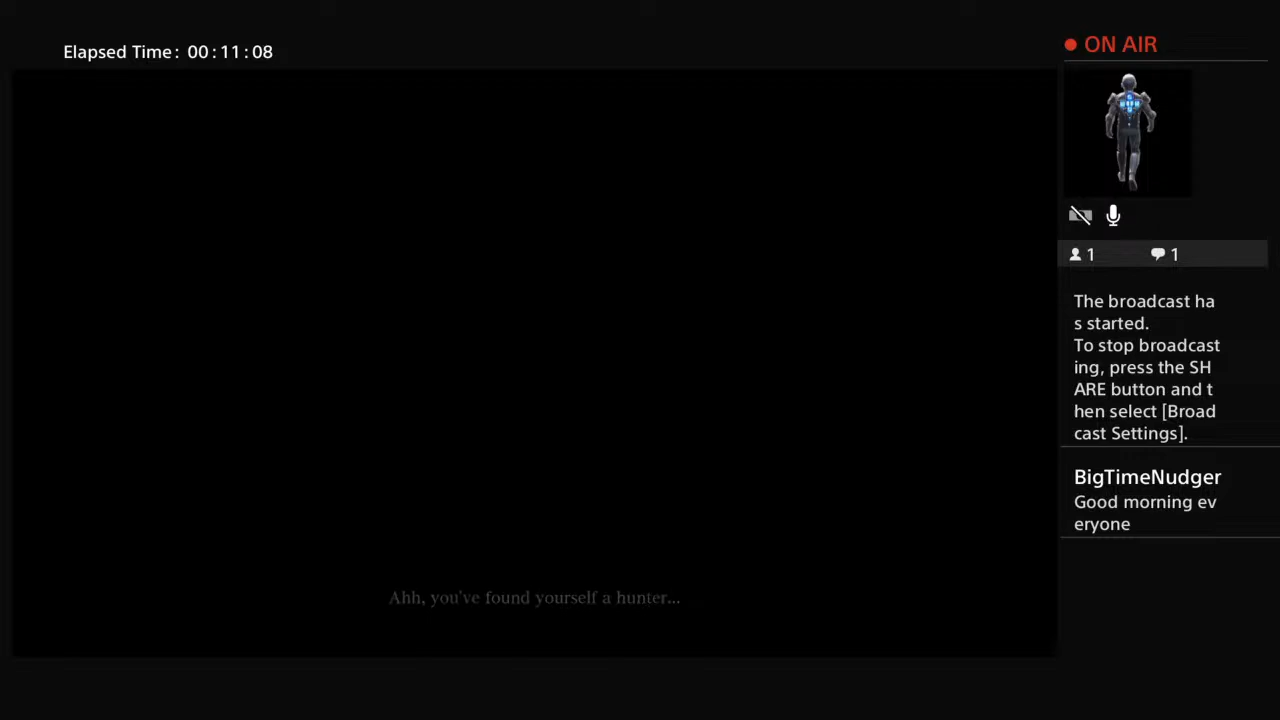 Elapsed Time: 00:11:08
ON AIR
1
1
The broadcast ha
s started.
To stop broadcast
ing, press the SH
ARE button and t
hen select [Broad
cast Settings].
BigTimeNudger
Good morning ev
eryone
Ahh, you've found yourself a hunter...